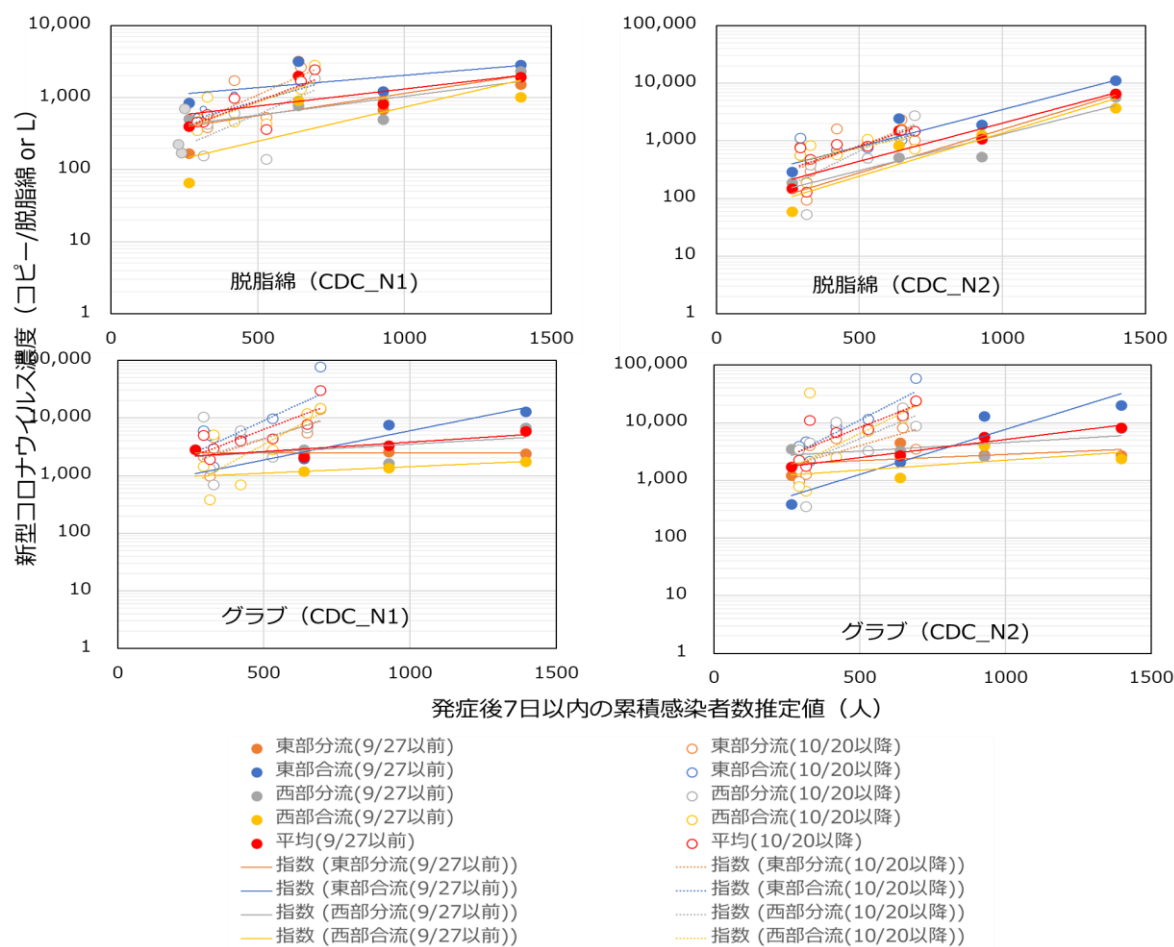 新型コロナウイルス濃度（コピー/脱脂綿 or L）
10,000
1,000
100
10
1
0
500
1000
1500
脱脂綿（CDC_N1）
100,000
10,000
1,000
100
10
1
0
500
1000
1500
脱脂綿（CDC_N2）
00,000
10,000
1,000
100
10
1
0
500
1000
1500
グラブ（CDC_N1）
100,000
10,000
1,000
100
10
1
0
500
1000
1500
グラブ（CDC_N2）
発症後7日以内の累積感染者数推定値（人）
東部分流(9/27以前)
東部合流(9/27以前)
西部分流(9/27以前)
西部合流(9/27以前)
平均(9/27以前)
指数 (東部分流(9/27以前))
指数 (東部合流(9/27以前))
指数 (西部分流(9/27以前))
指数 (西部合流(9/27以前))
東部分流(10/20以降)
東部合流(10/20以降)
西部分流(10/20以降)
西部合流(10/20以降)
平均(10/20以降)
指数 (東部分流(10/20以降))
指数 (東部合流(10/20以降))
指数 (西部分流(10/20以降))
指数 (西部合流(10/20以降))